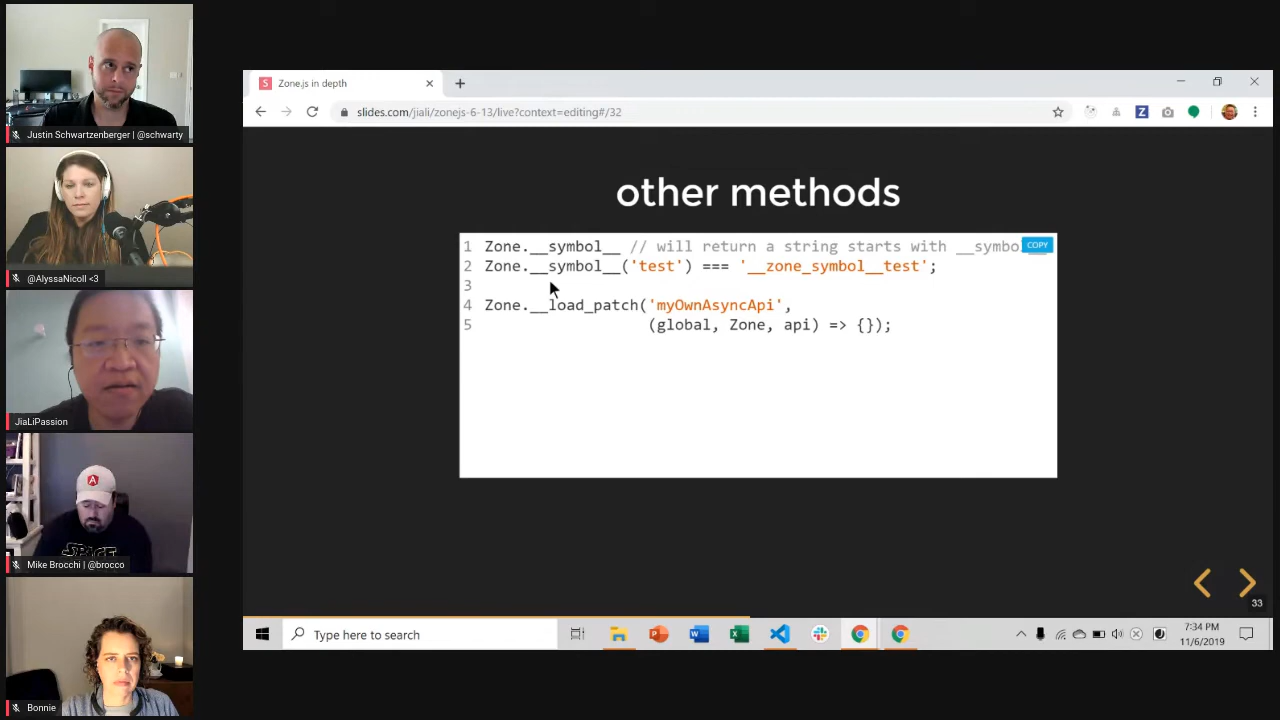 Justin Schwartzenberger | @schwarty
@AlyssaNicoll <3
JiaLiPassion
Mike Brocchi | @brocco
Bonnie
Zone.js in depth
slides.com/jiali/zonejs-6-13/live?context=editing#/32
other methods
COPY
1 Zone.__symbol__ // will return a string starts with __symbo
2 Zone.__symbol__('test') === '__zone_symbol__test';
3
4 Zone.__load_patch('myOwnAsyncApi',
5 (global, Zone, api) => {});
33
Type here to search
7:34 PM
11/6/2019